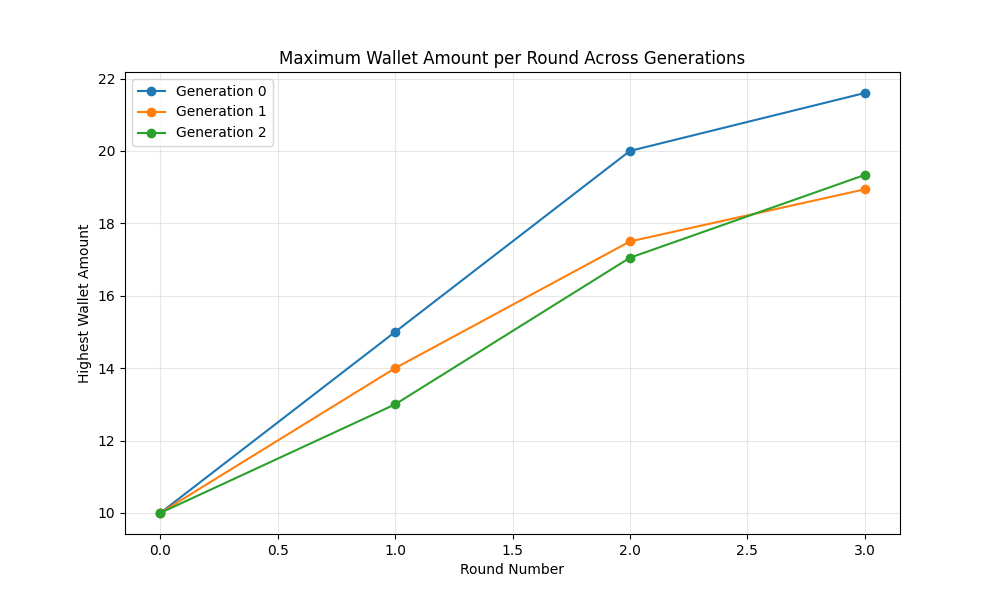 Maximum Wallet Amount per Round Across Generations
Generation 0
Generation 1
Generation 2
Highest Wallet Amount
22
20
18
16
14
12
10
0.0 0.5 1.0 1.5 2.0 2.5 3.0
Round Number